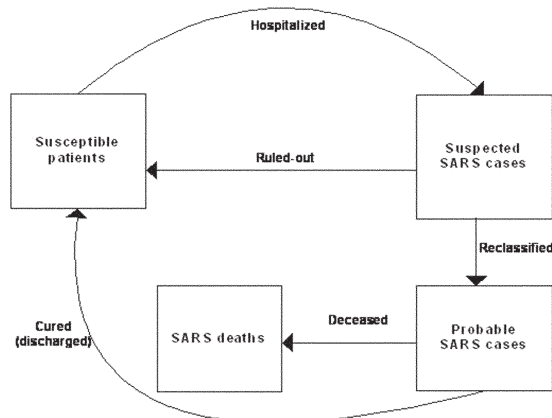 Hospitalized
Susceptible
patients
Suspected
SARS cases
Ruled-out
Reclassified
Cured
(discharged)
SARS deaths
Deceased
Probable
SARS cases